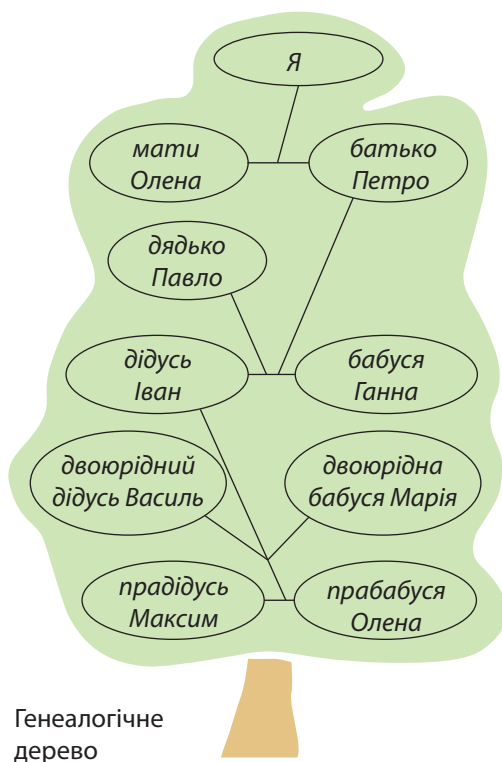 Я
мати
Олена
батько
Петро
дядько
Павло
дідусь
Іван
бабуся
Ганна
двоюрідний
дідусь Василь
двоюрідна
бабуся Марія
прадідусь
Максим
прабабуся
Олена
Генеалогічне
дерево